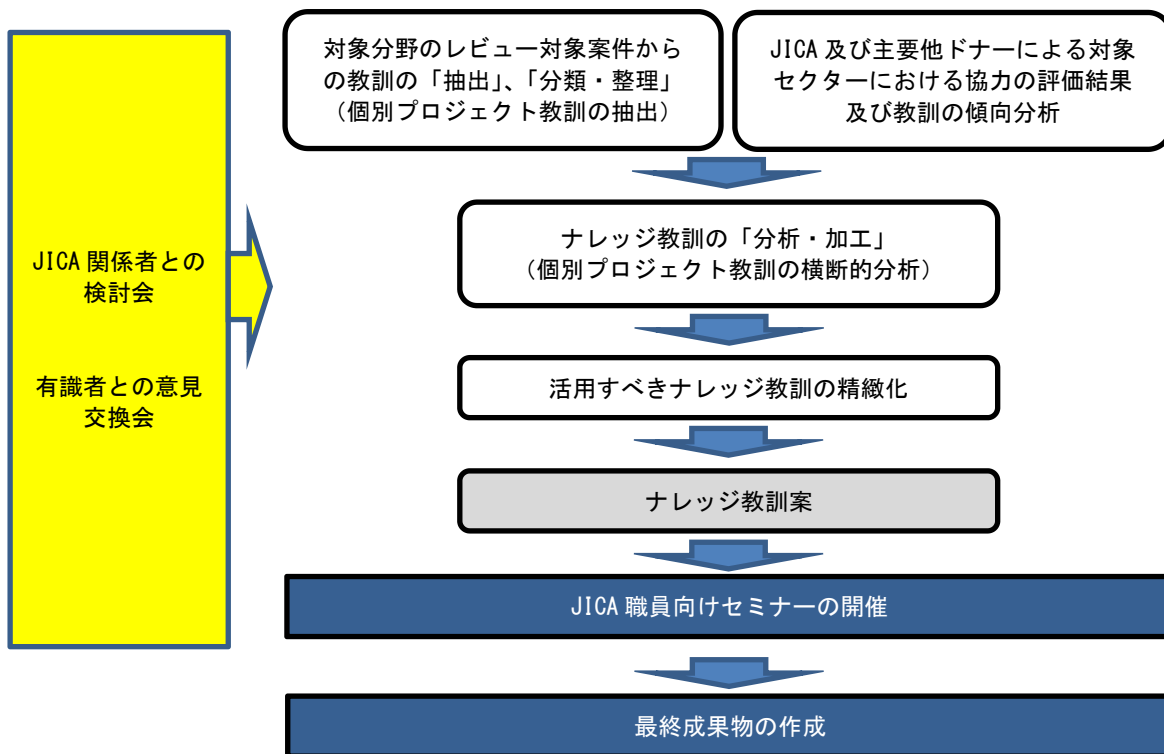 対象分野のレビュー対象案件から
の教訓の「抽出」、「分類・整理」
（個別プロジェクト教訓の抽出）
JICA 及び主要他ドナーによる対象
セクターにおける協力の評価結果
及び教訓の傾向分析
JICA 関係者との
検討会
有識者との意見
交換会
ナレッジ教訓の「分析・加工」
（個別プロジェクト教訓の横断的分析）
活用すべきナレッジ教訓の精緻化
ナレッジ教訓案
JICA 職員向けセミナーの開催
最終成果物の作成